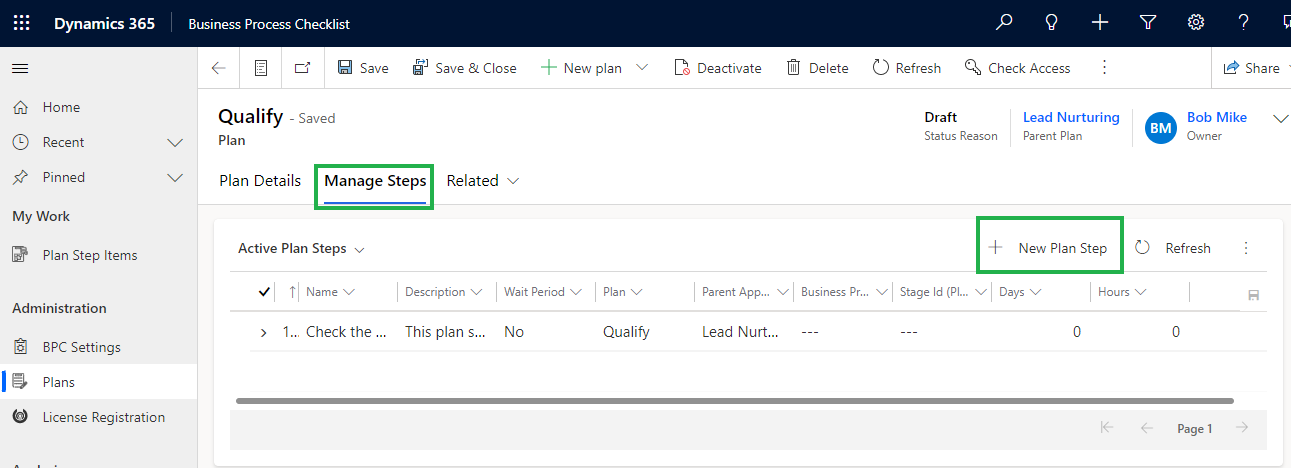 Dynamics 365 Business Process Checklist
Save Save & Close New plan Deactivate Delete Refresh Check Access Share
Home
Recent
Pinned
My Work
Plan Step Items
Administration
BPC Settings
Plans
License Registration
Qualify - Saved
Plan
Draft
Status Reason
Lead Nurturing
Parent Plan
BM
Bob Mike
Owner
Plan Details Manage Steps Related
Active Plan Steps New Plan Step Refresh
Name Description Wait Period Plan Parent App... Business Pr... Stage Id (Pl... Days Hours
1... Check the ... This plan s... No Qualify Lead Nurt... --- --- 0 0
Page 1